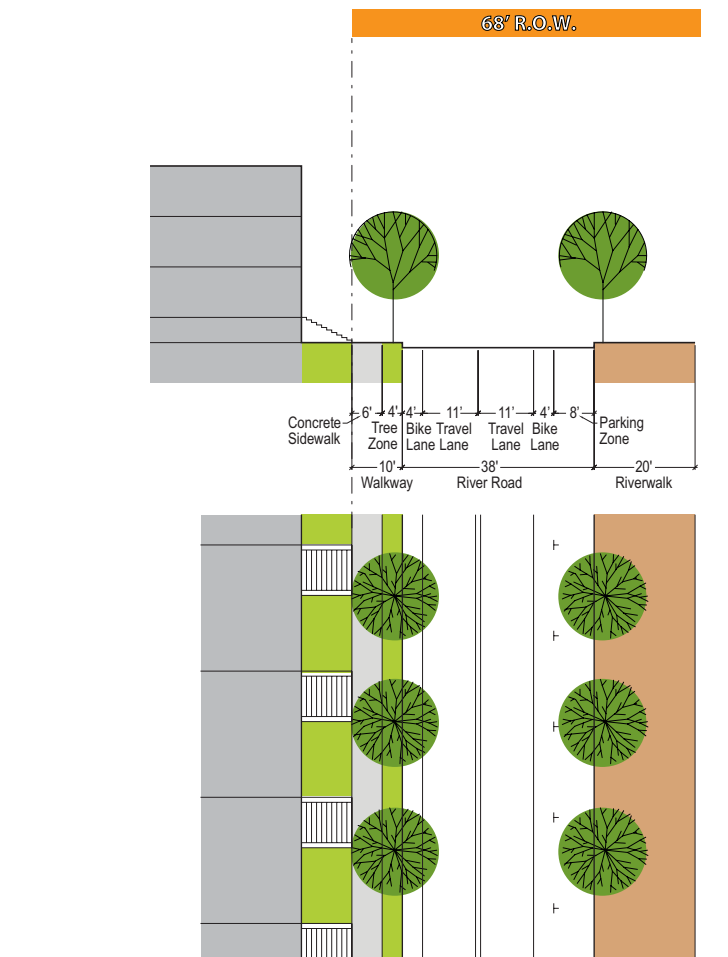 68' R.O.W.
6' 4' 4' 11' 11' 4' 8'
Concrete Sidewalk
Tree Zone
Bike Lane
Travel Lane
Travel Lane
Bike Lane
Parking Zone
10' 38' 20'
Walkway River Road Riverwalk